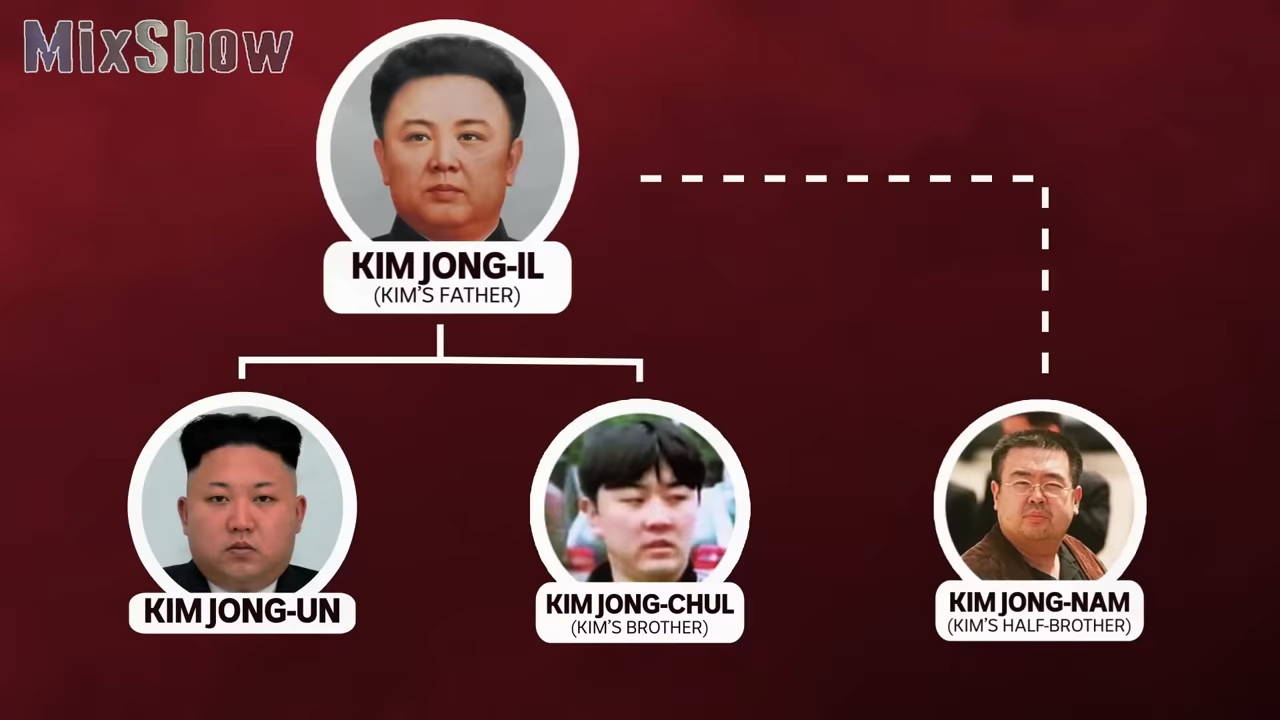 MixShow
KIM JONG-IL
(KIM'S FATHER)
KIM JONG-UN
KIM JONG-CHUL
(KIM'S BROTHER)
KIM JONG-NAM
(KIM'S HALF-BROTHER)